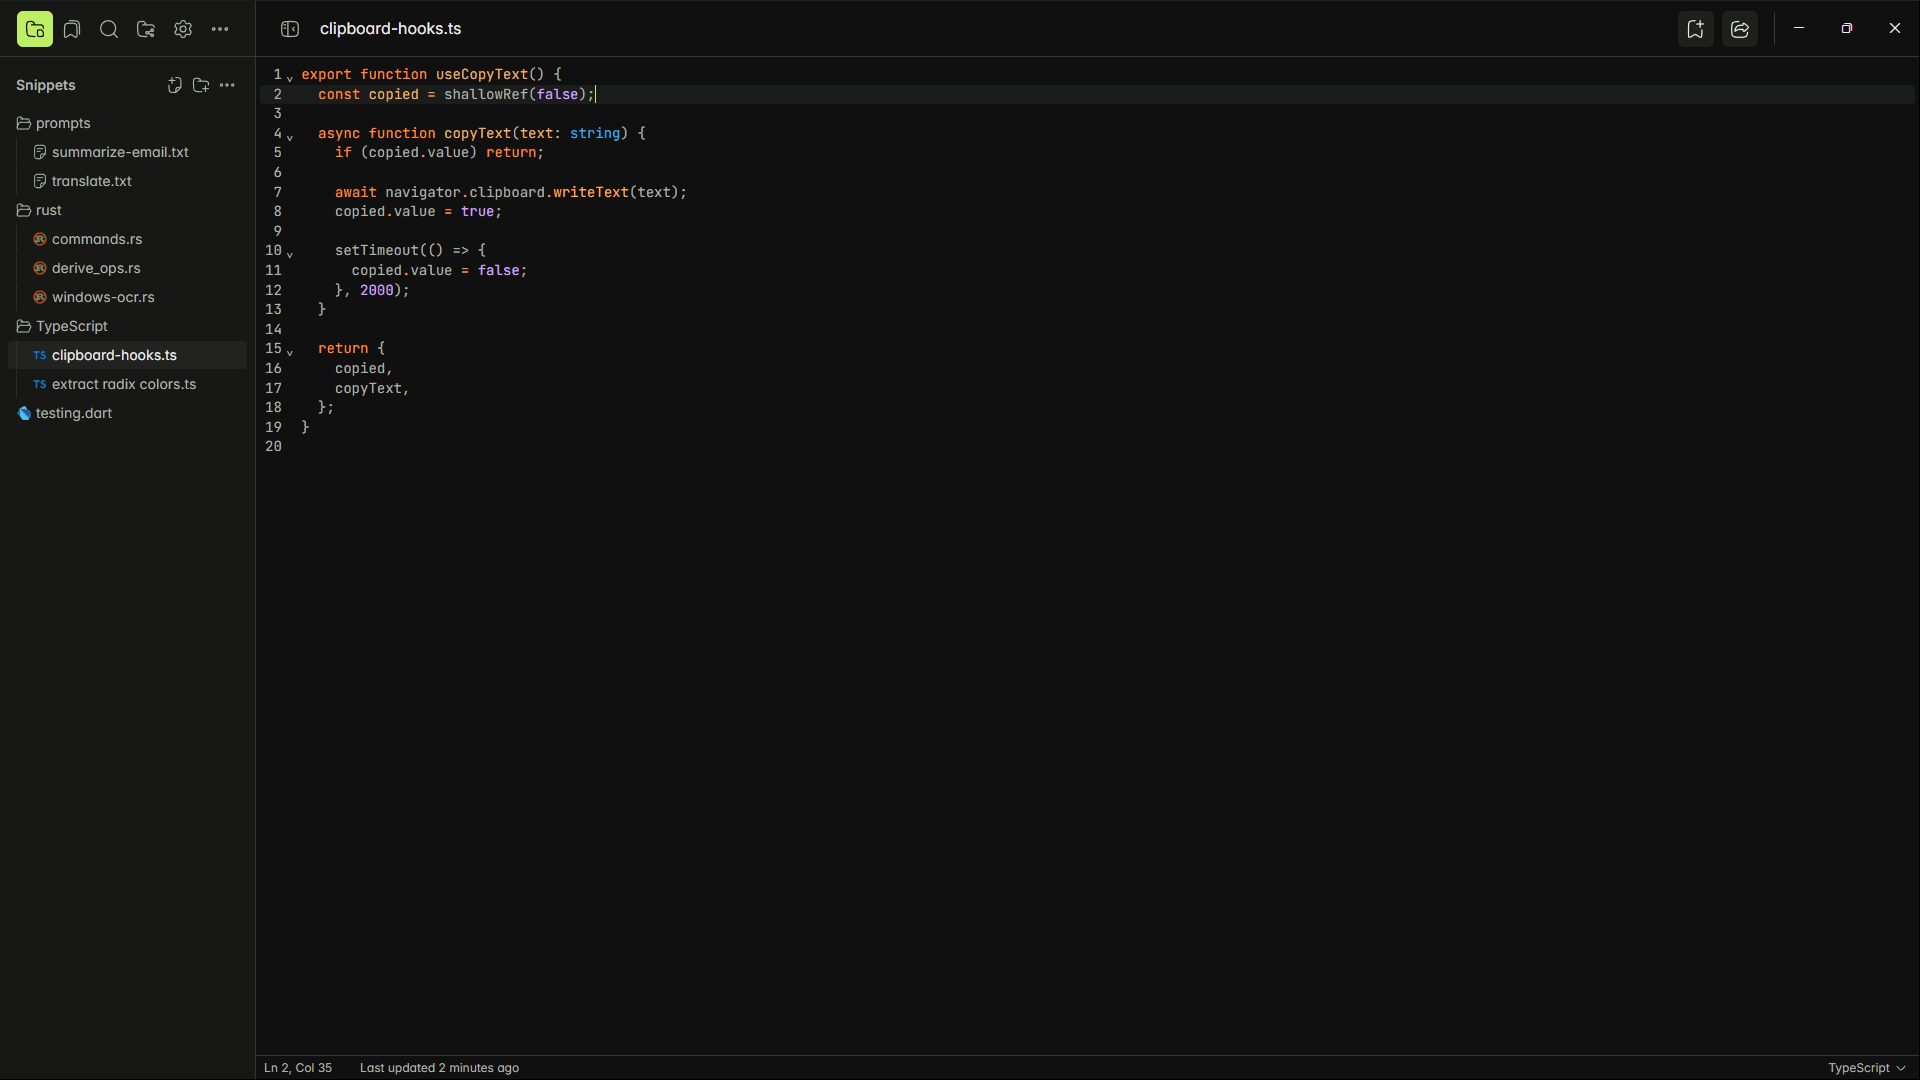 clipboard-hooks.ts
Snippets
prompts
summarize-email.txt
translate.txt
rust
commands.rs
derive_ops.rs
windows-ocr.rs
TypeScript
TS clipboard-hooks.ts
TS extract radix colors.ts
testing.dart
1 export function useCopyText() {
2   const copied = shallowRef(false);
3
4   async function copyText(text: string) {
5     if (copied.value) return;
6
7     await navigator.clipboard.writeText(text);
8     copied.value = true;
9
10     setTimeout(() => {
11       copied.value = false;
12     }, 2000);
13   }
14
15   return {
16     copied,
17     copyText,
18   };
19 }
20
Ln 2, Col 35 Last updated 2 minutes ago TypeScript